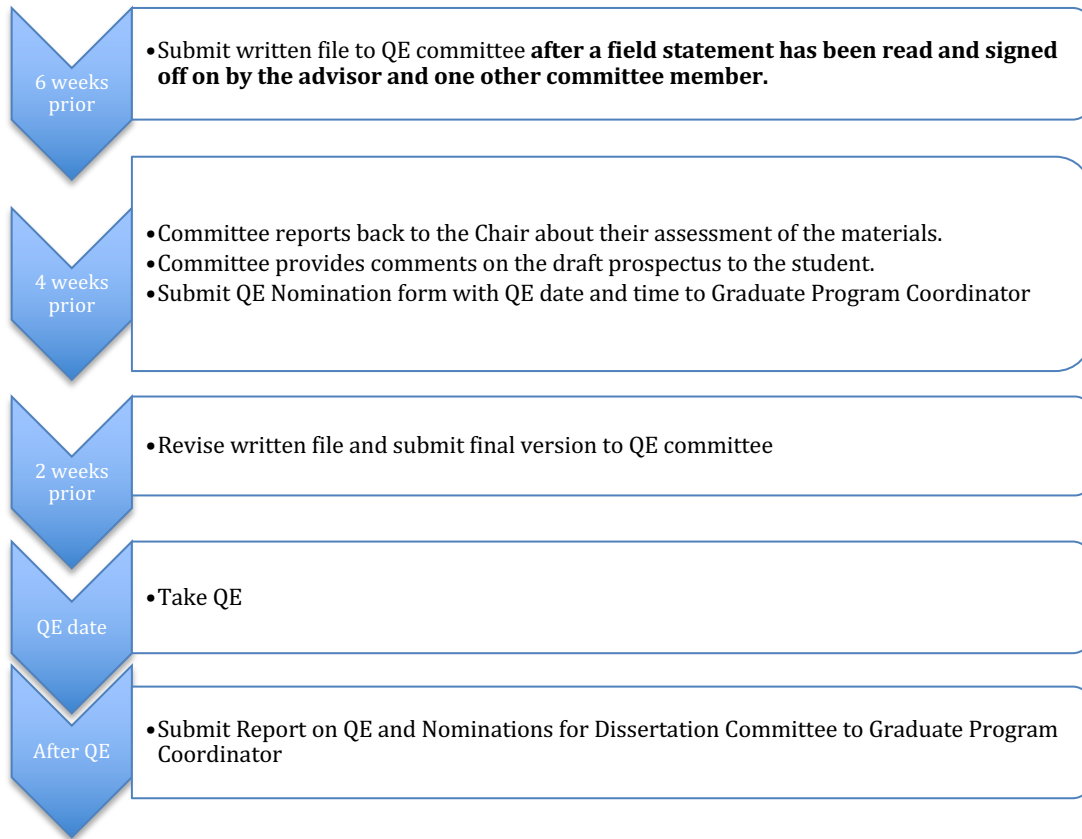 6 weeks
prior
•Submit written file to QE committee after a field statement has been read and signed
off on by the advisor and one other committee member.
4 weeks
prior
•Committee reports back to the Chair about their assessment of the materials.
•Committee provides comments on the draft prospectus to the student.
•Submit QE Nomination form with QE date and time to Graduate Program Coordinator
2 weeks
prior
•Revise written file and submit final version to QE committee
QE date
•Take QE
After QE
•Submit Report on QE and Nominations for Dissertation Committee to Graduate Program
Coordinator